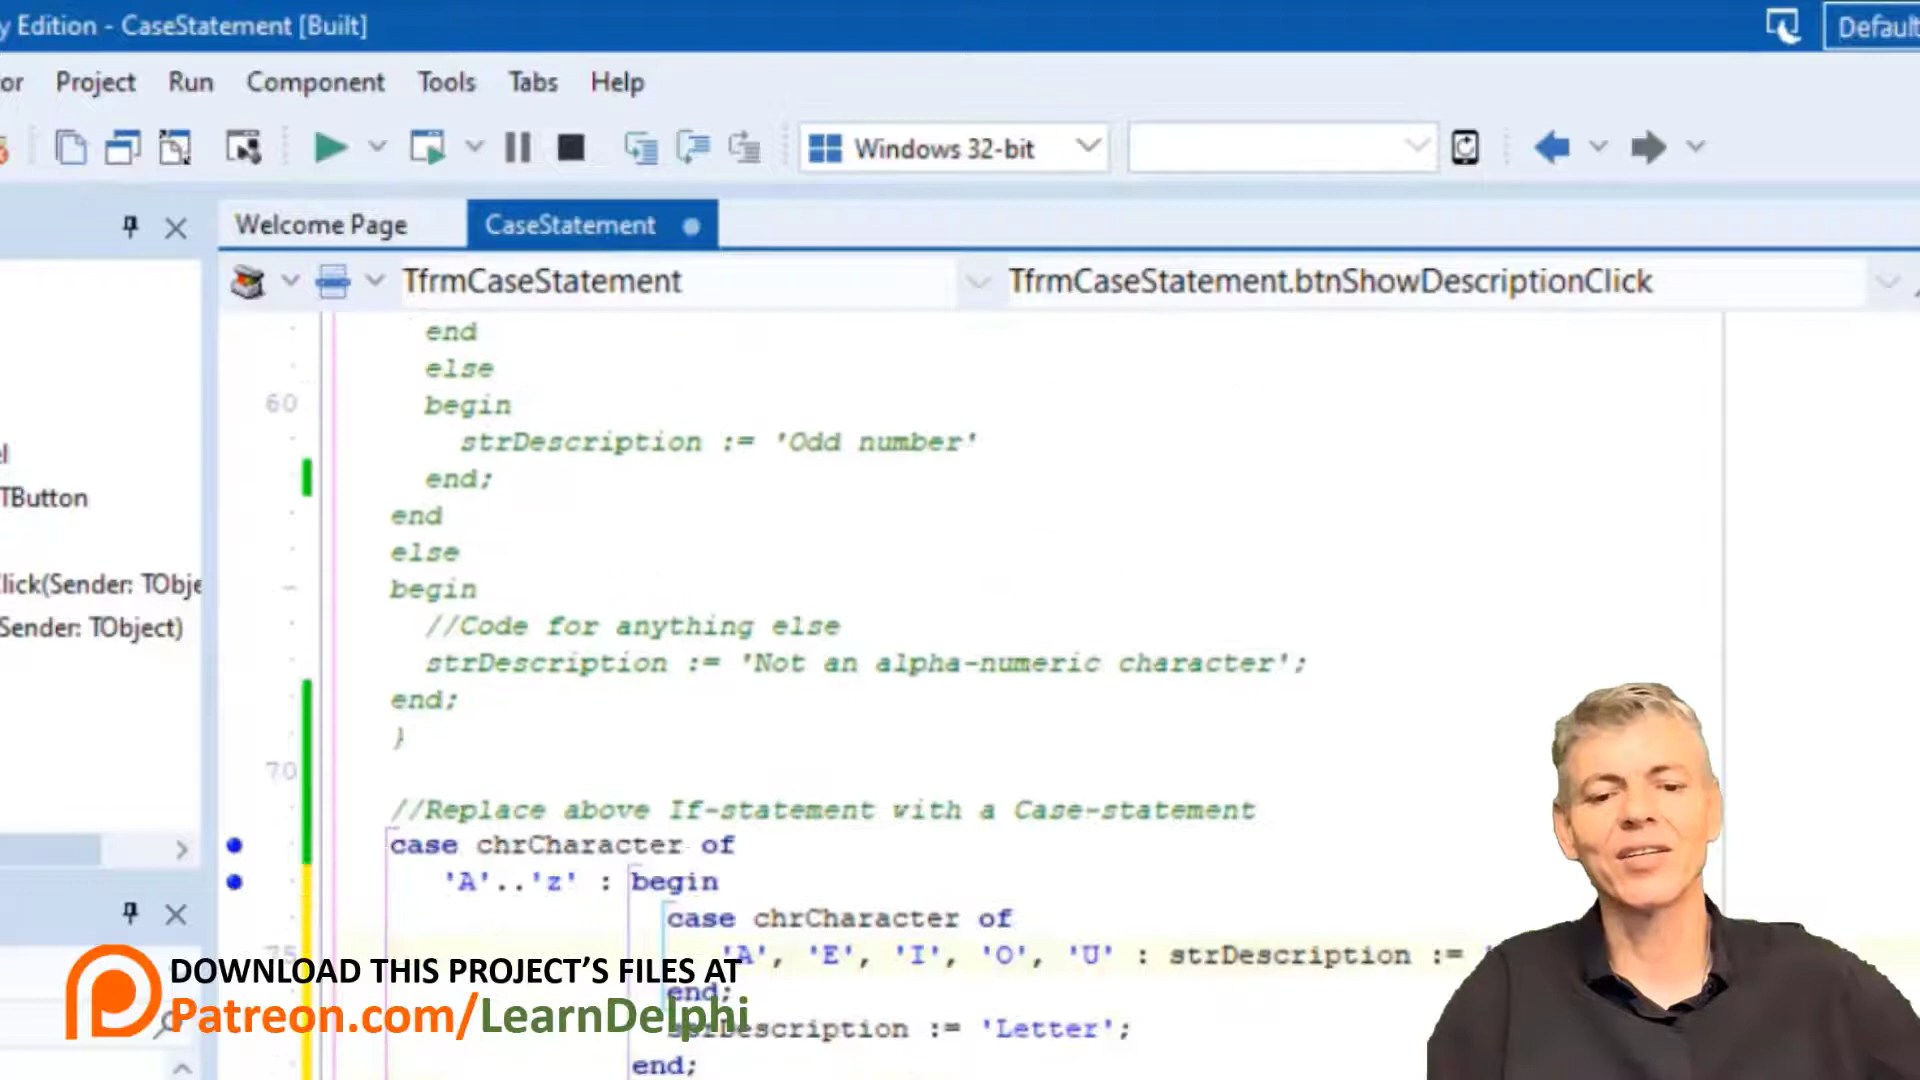 y Edition - CaseStatement [Built]
Default
or Project Run Component Tools Tabs Help
Windows 32-bit
Welcome Page CaseStatement
TfrmCaseStatement TfrmCaseStatement.btnShowDescriptionClick
end
else
60 begin
strDescription := 'Odd number'
end;
end
else
begin
//Code for anything else
strDescription := 'Not an alpha-numeric character';
end;
}
70
//Replace above If-statement with a Case-statement
case chrCharacter of
'A'..'z' : begin
case chrCharacter of
75 'A', 'E', 'I', 'O', 'U' : strDescription := '
end;
strDescription := 'Letter';
end;
TButton
lick(Sender: TObje
Sender: TObject)
DOWNLOAD THIS PROJECT'S FILES AT
Patreon.com/LearnDelphi